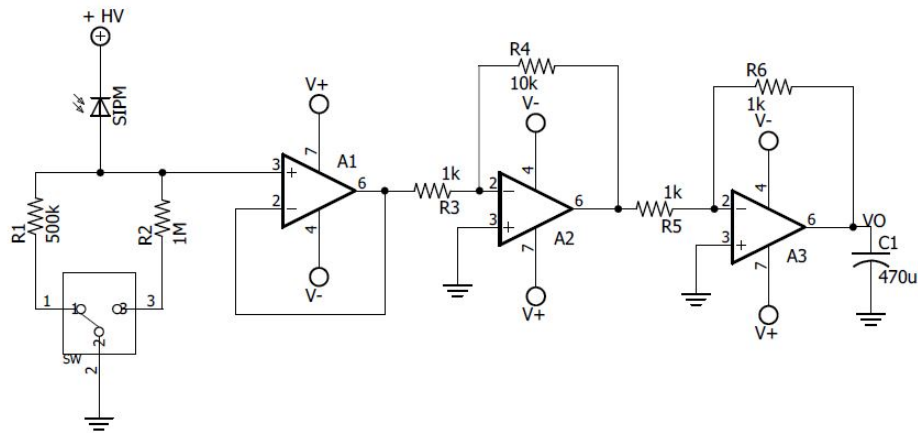 + HV
SIPM
R1
500k
R2
1M
1
1
2
3
3
SW
2
V+
7
3
+
A1
6
2
−
4
V-
1k
R3
R4
10k
V-
4
2
−
3
+
6
A2
7
V+
1k
R5
R6
1k
V-
4
2
−
3
+
6
A3
7
V+
VO
C1
470u